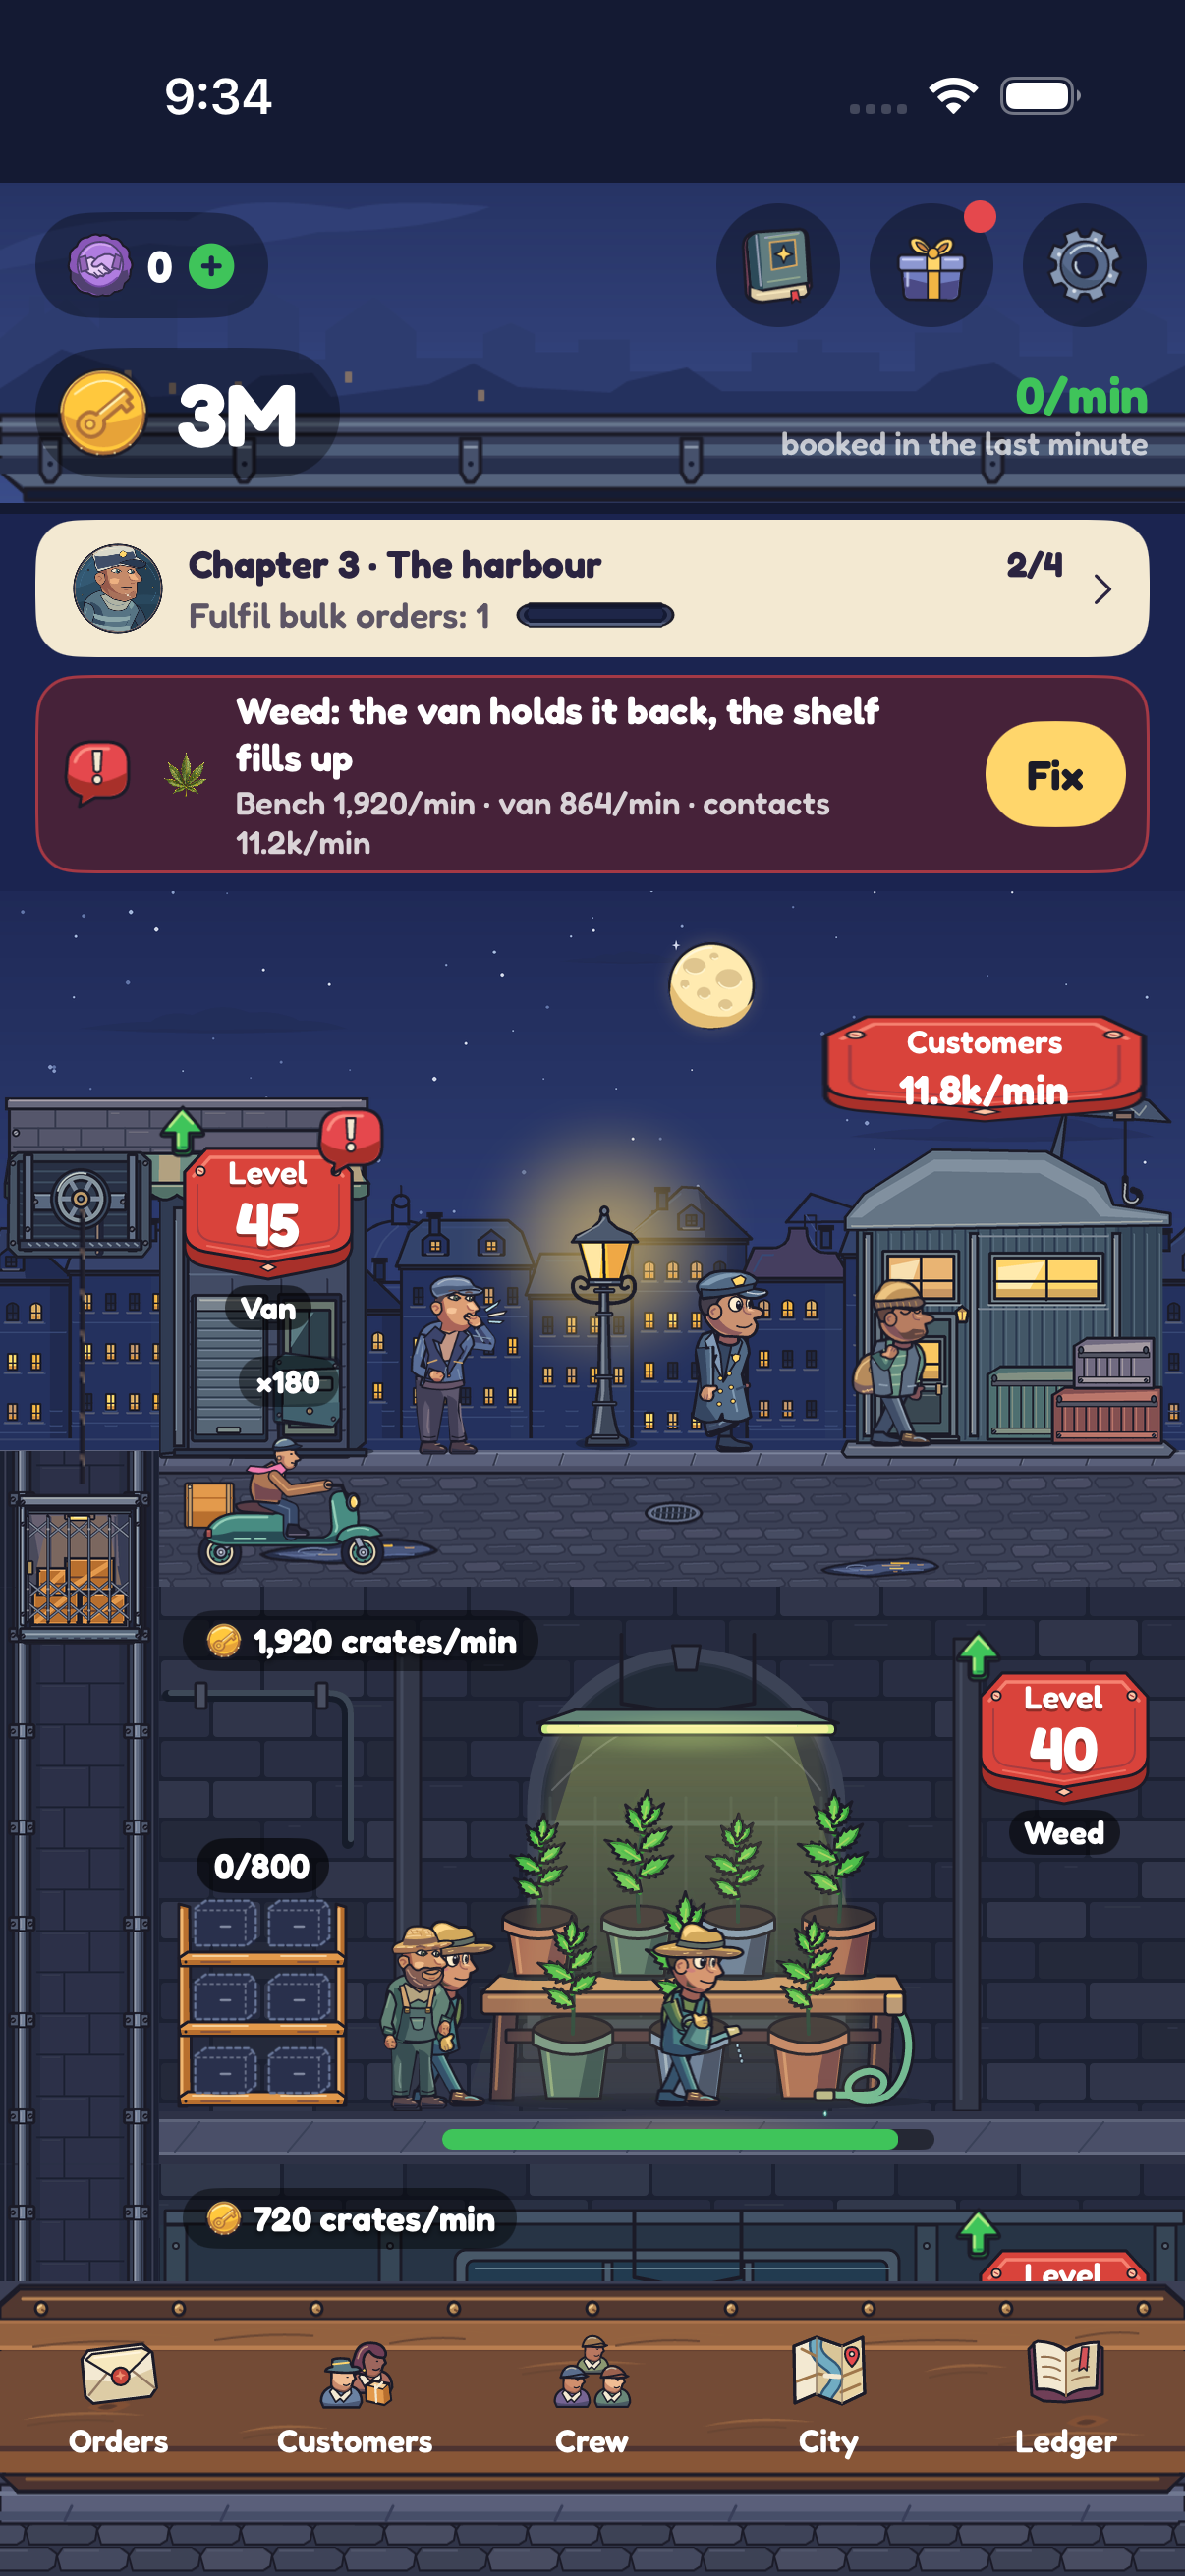 9:34
0
3M
0/min
booked in the last minute
Chapter 3 · The harbour
2/4
Fulfil bulk orders: 1
Weed: the van holds it back, the shelf
fills up
Bench 1,920/min · van 864/min · contacts
11.2k/min
Fix
Customers
11.8k/min
Level
45
Van
×180
1,920 crates/min
Level
40
Weed
0/800
720 crates/min
Level
Orders
Customers
Crew
City
Ledger